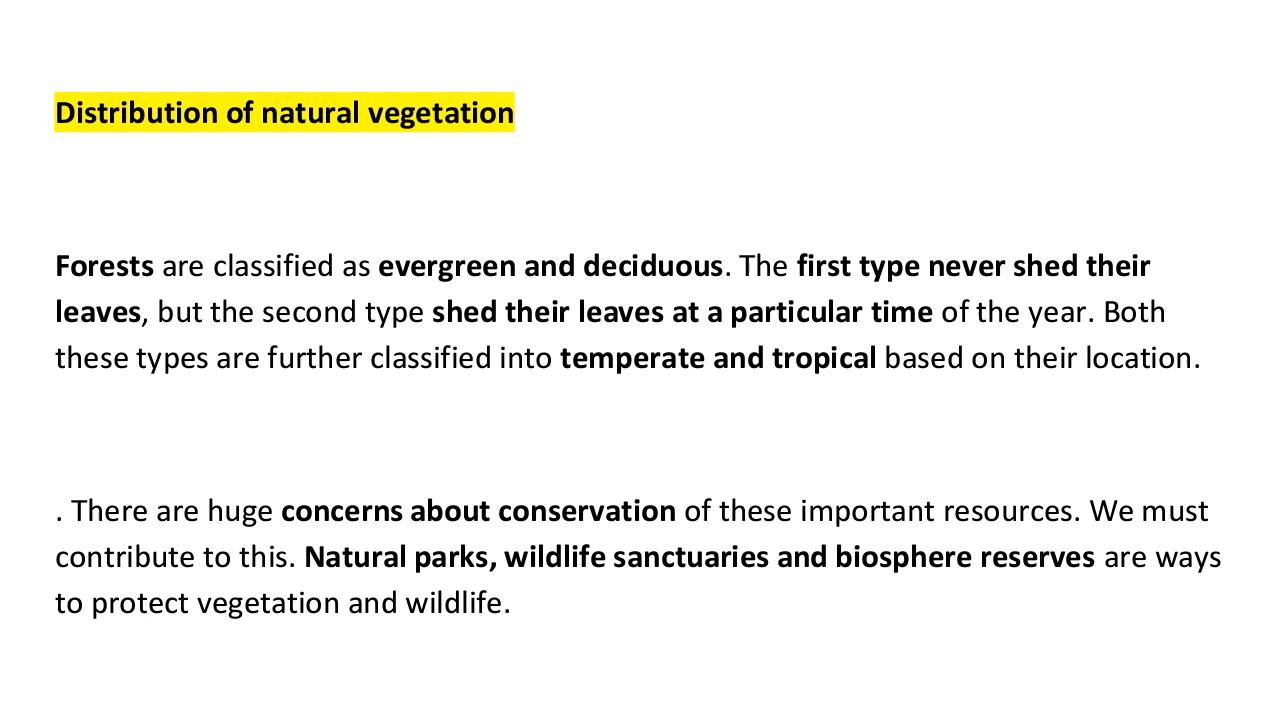 Distribution of natural vegetation
Forests are classified as evergreen and deciduous. The first type never shed their
leaves, but the second type shed their leaves at a particular time of the year. Both
these types are further classified into temperate and tropical based on their location.
. There are huge concerns about conservation of these important resources. We must
contribute to this. Natural parks, wildlife sanctuaries and biosphere reserves are ways
to protect vegetation and wildlife.